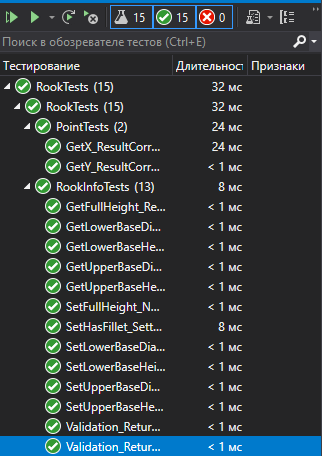 15 15 0
Поиск в обозревателе тестов (Ctrl+E)
Тестирование Длительност Признаки
RookTests (15) 32 мс
RookTests (15) 32 мс
PointTests (2) 24 мс
GetX_ResultCorr... 24 мс
GetY_ResultCorr... < 1 мс
RookInfoTests (13) 8 мс
GetFullHeight_Re... < 1 мс
GetLowerBaseDi... < 1 мс
GetLowerBaseHe... < 1 мс
GetUpperBaseDi... < 1 мс
GetUpperBaseHe... < 1 мс
SetFullHeight_N... < 1 мс
SetHasFillet_Sett... 8 мс
SetLowerBaseDia... < 1 мс
SetLowerBaseHei... < 1 мс
SetUpperBaseDi... < 1 мс
SetUpperBaseHe... < 1 мс
Validation_Retur... < 1 мс
Validation_Retur... < 1 мс